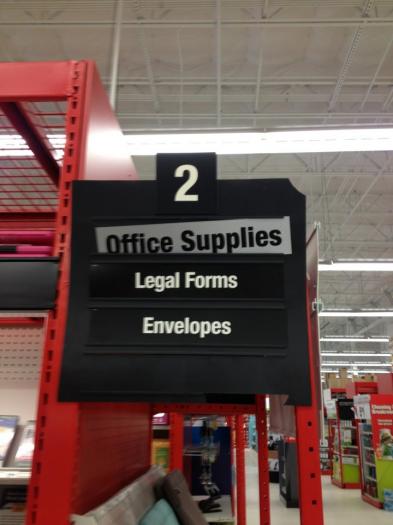 2
Office Supplies
Legal Forms
Envelopes